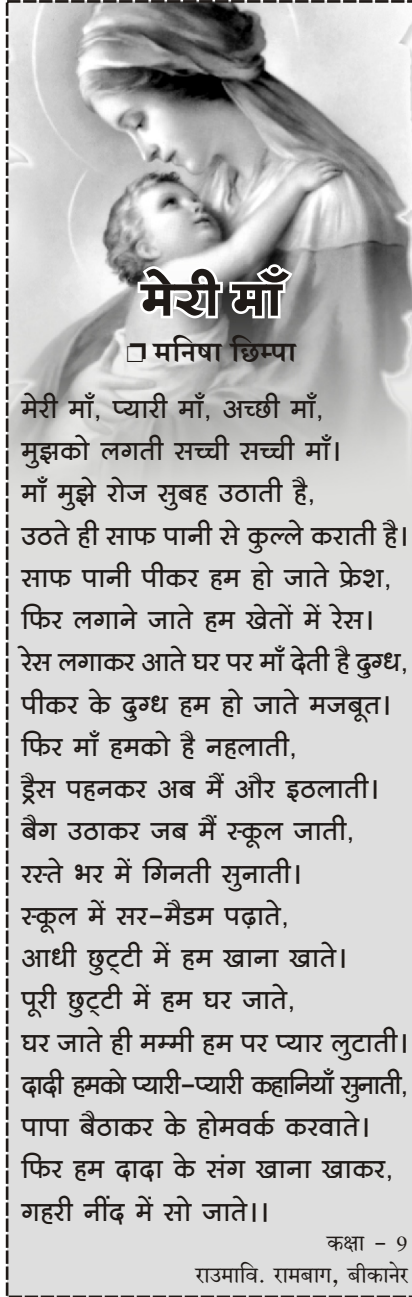 मेरी माँ
❐ मनिषा छिम्पा
मेरी माँ, प्यारी माँ, अच्छी माँ,
मुझको लगती सच्ची सच्ची माँ।
माँ मुझे रोज सुबह उठाती है,
उठते ही साफ पानी से कुल्ले कराती है।
साफ पानी पीकर हम हो जाते फ्रेश,
फिर लगाने जाते हम खेतों में रेस।
रेस लगाकर आते घर पर माँ देती है दुग्ध,
पीकर के दुग्ध हम हो जाते मजबूत।
फिर माँ हमको है नहलाती,
ड्रैस पहनकर अब मैं और इठलाती।
बैग उठाकर जब मैं स्कूल जाती,
रस्ते भर में गिनती सुनाती।
स्कूल में सर-मैडम पढ़ाते,
आधी छुट्टी में हम खाना खाते।
पूरी छुट्टी में हम घर जाते,
घर जाते ही मम्मी हम पर प्यार लुटाती।
दादी हमको प्यारी-प्यारी कहानियाँ सुनाती,
पापा बैठाकर के होमवर्क करवाते।
फिर हम दादा के संग खाना खाकर,
गहरी नींद में सो जाते।।
कक्षा - 9
राउमावि. रामबाग, बीकानेर